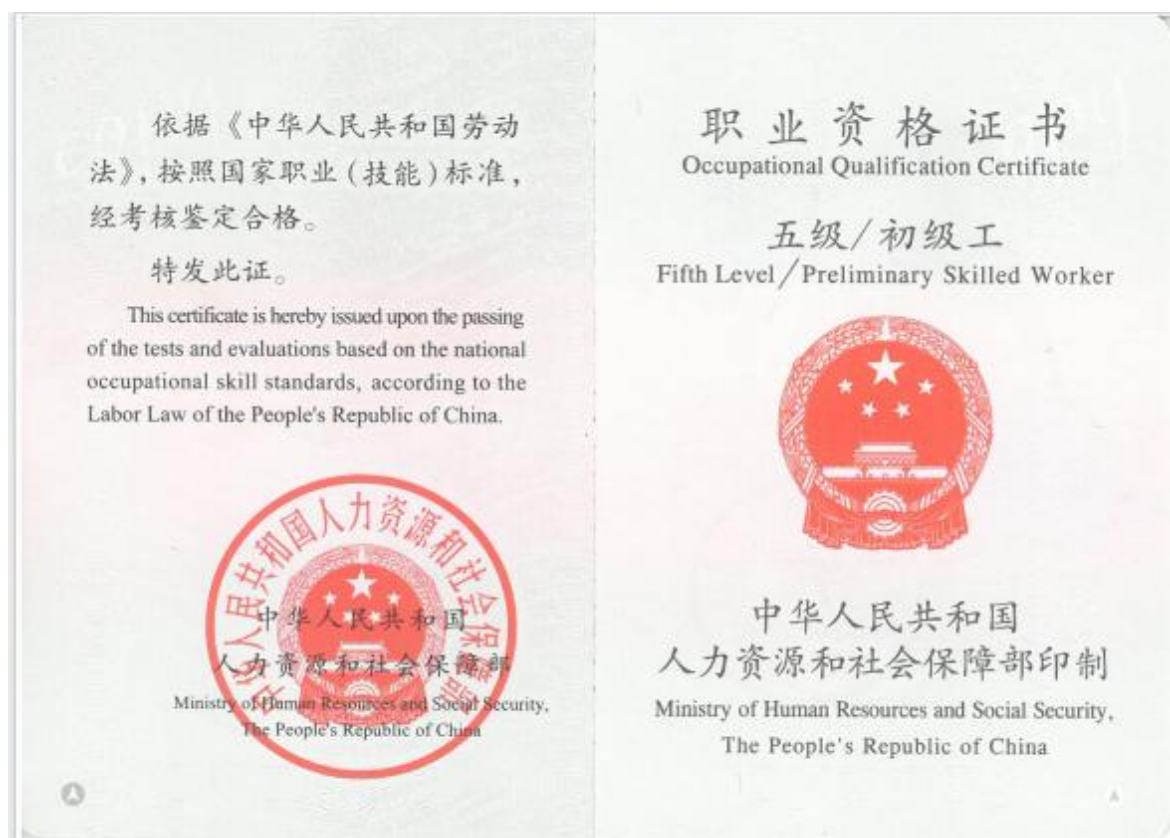 依据《中华人民共和国劳动
法》，按照国家职业(技能)标准，
经考核鉴定合格。
特发此证。
This certificate is hereby issued upon the passing
of the tests and evaluations based on the national
occupational skill standards, according to the
Labor Law of the People's Republic of China.
中华人民共和国人力资源和社会保障部
中华人民共和国
人力资源和社会保障部
Ministry of Human Resources and Social Security,
The People's Republic of China
职业资格证书
Occupational Qualification Certificate
五级/初级工
Fifth Level/Preliminary Skilled Worker
中华人民共和国
人力资源和社会保障部印制
Ministry of Human Resources and Social Security,
The People's Republic of China